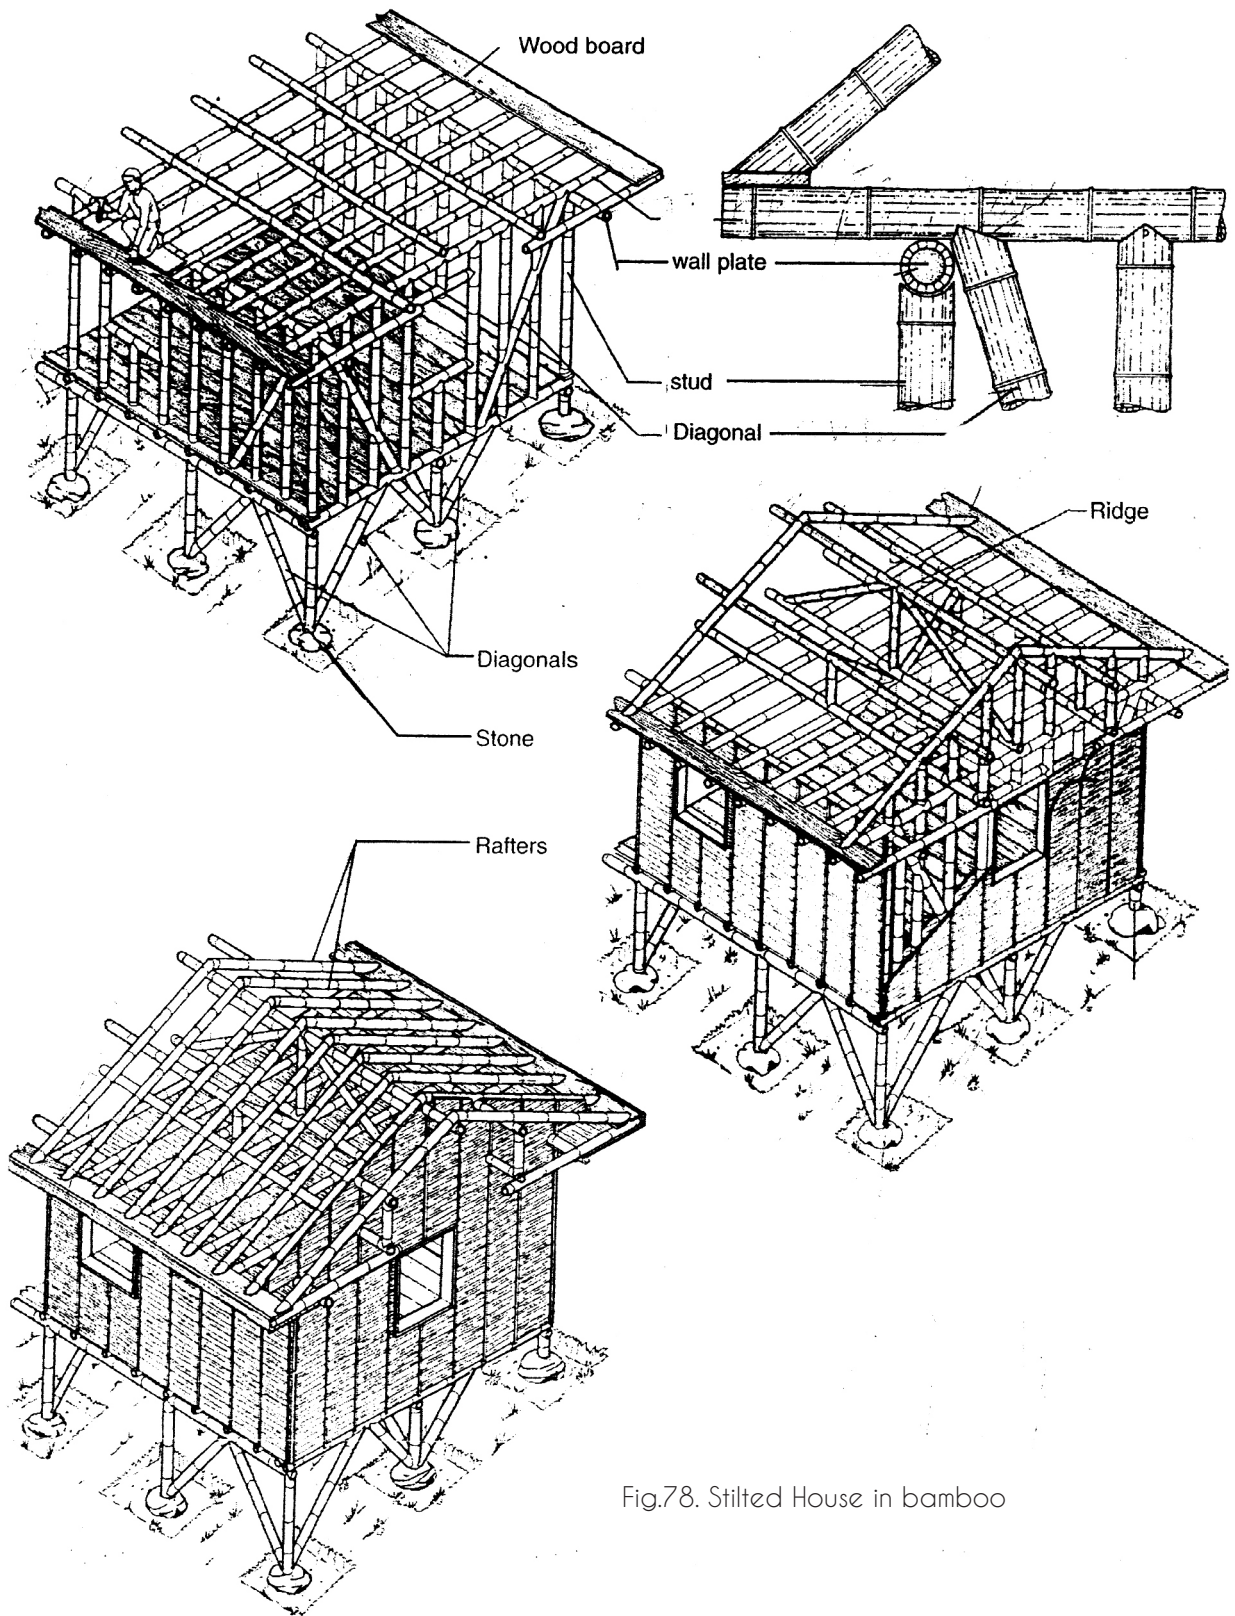 Wood board
wall plate
stud
Diagonal
Ridge
Diagonals
Stone
Rafters
Fig.78. Stilted House in bamboo